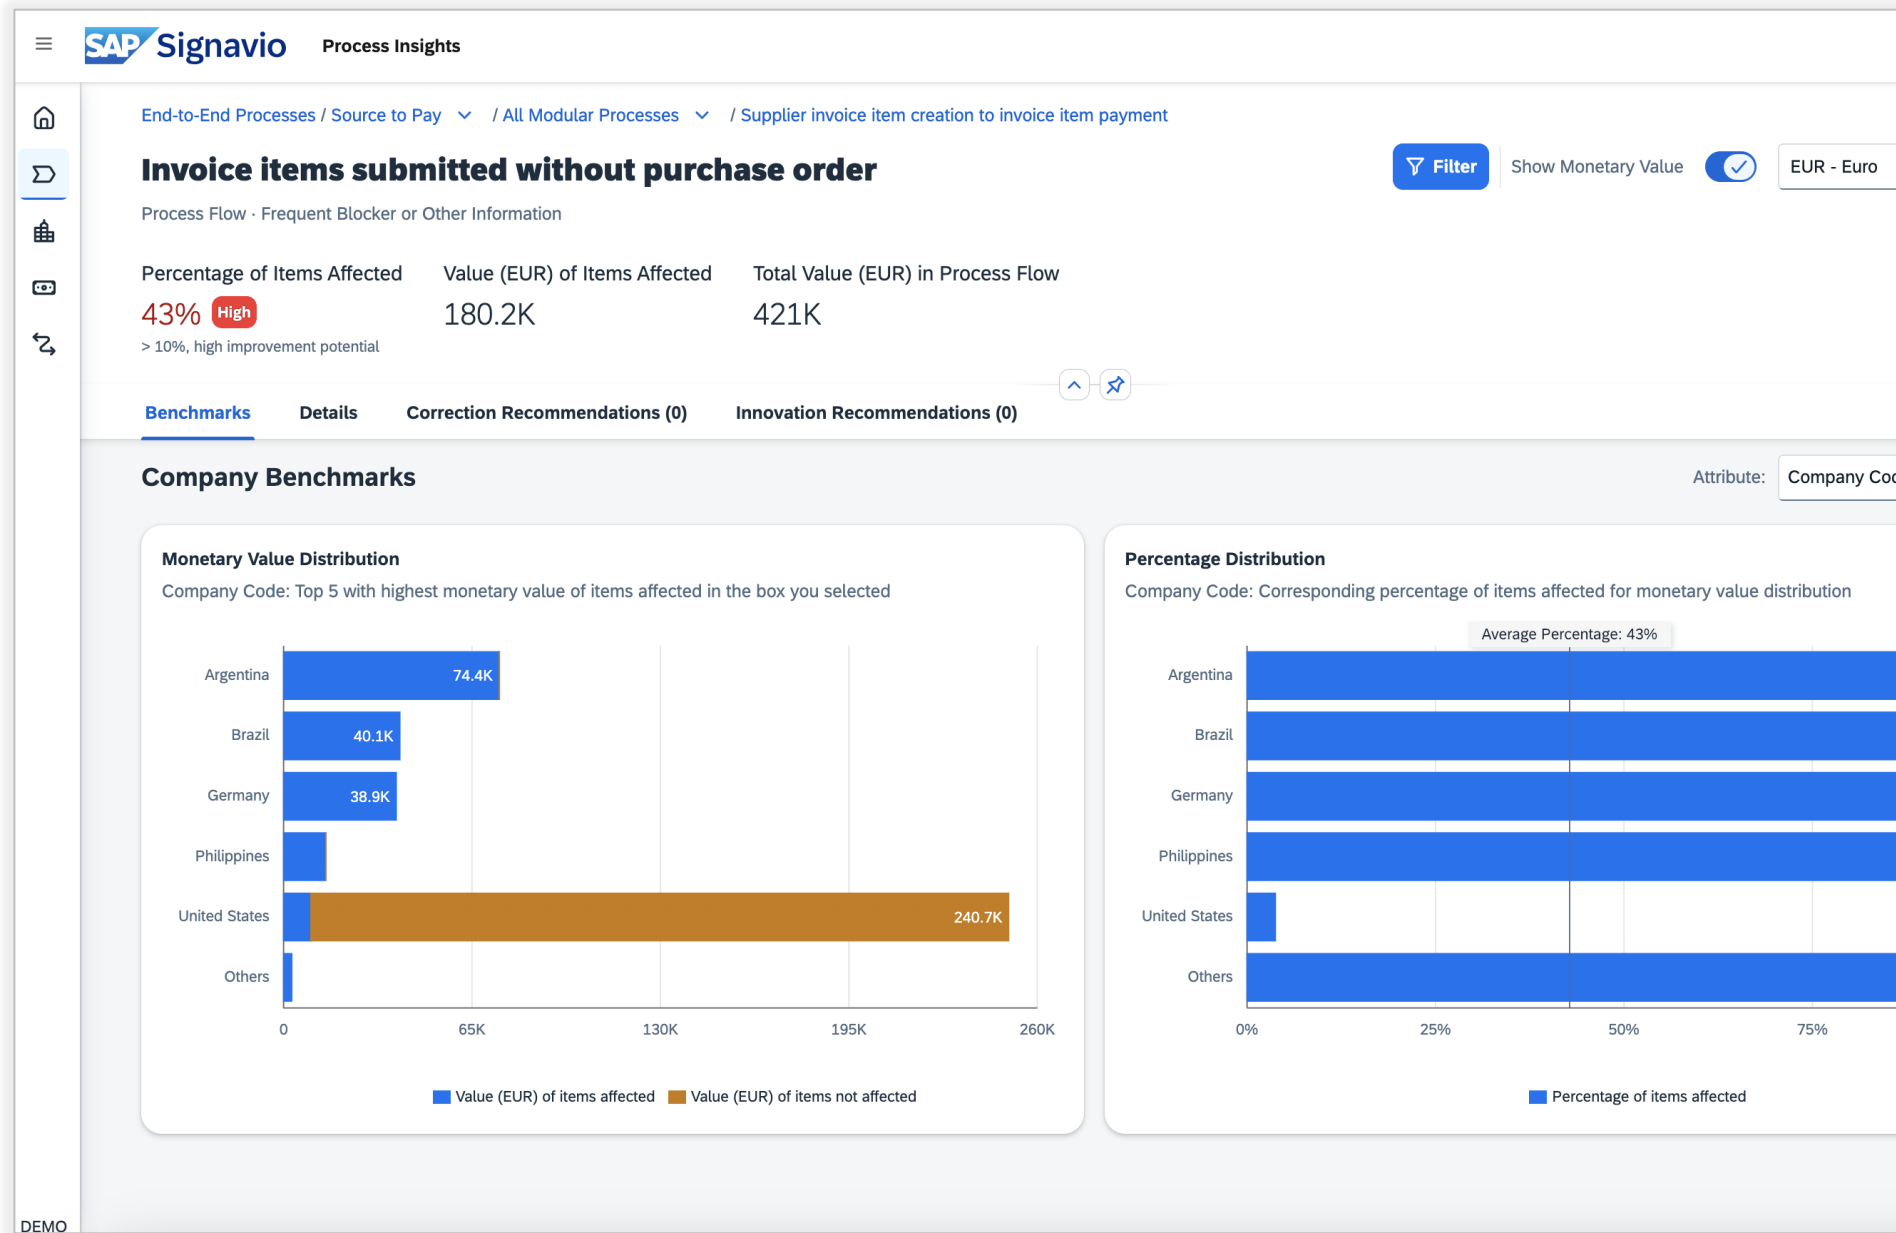 SAP Signavio Process Insights
End-to-End Processes / Source to Pay / All Modular Processes / Supplier invoice item creation to invoice item payment
Invoice items submitted without purchase order
Filter Show Monetary Value EUR - Euro
Process Flow · Frequent Blocker or Other Information
Percentage of Items Affected Value (EUR) of Items Affected Total Value (EUR) in Process Flow
43% High 180.2K 421K
> 10%, high improvement potential
Benchmarks Details Correction Recommendations (0) Innovation Recommendations (0)
Company Benchmarks
Attribute: Company Cod
Monetary Value Distribution
Company Code: Top 5 with highest monetary value of items affected in the box you selected
Argentina 74.4K
Brazil 40.1K
Germany 38.9K
Philippines
United States 240.7K
Others
0 65K 130K 195K 260K
Value (EUR) of items affected Value (EUR) of items not affected
Percentage Distribution
Company Code: Corresponding percentage of items affected for monetary value distribution
Average Percentage: 43%
Argentina
Brazil
Germany
Philippines
United States
Others
0% 25% 50% 75%
Percentage of items affected
DEMO